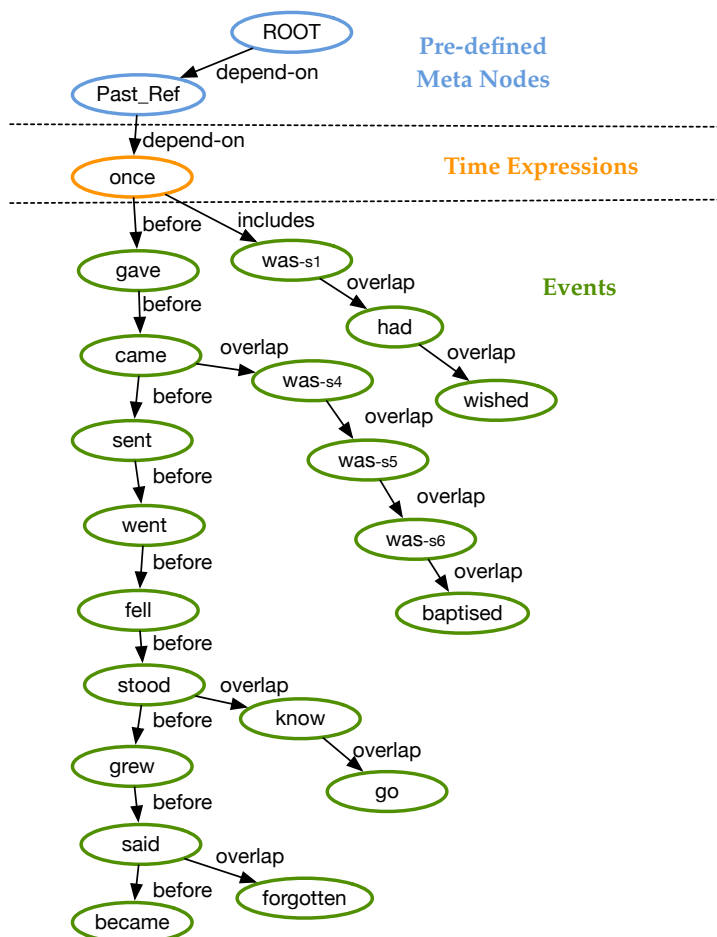 ROOT
Pre-defined
Meta Nodes
depend-on
Past_Ref
depend-on
once
Time Expressions
before
includes
gave
was-s1
Events
before
overlap
had
came
overlap
was-s4
overlap
wished
before
overlap
sent
was-s5
before
overlap
went
was-s6
before
overlap
fell
baptised
before
stood
overlap
know
before
overlap
grew
go
before
said
overlap
before
forgotten
became